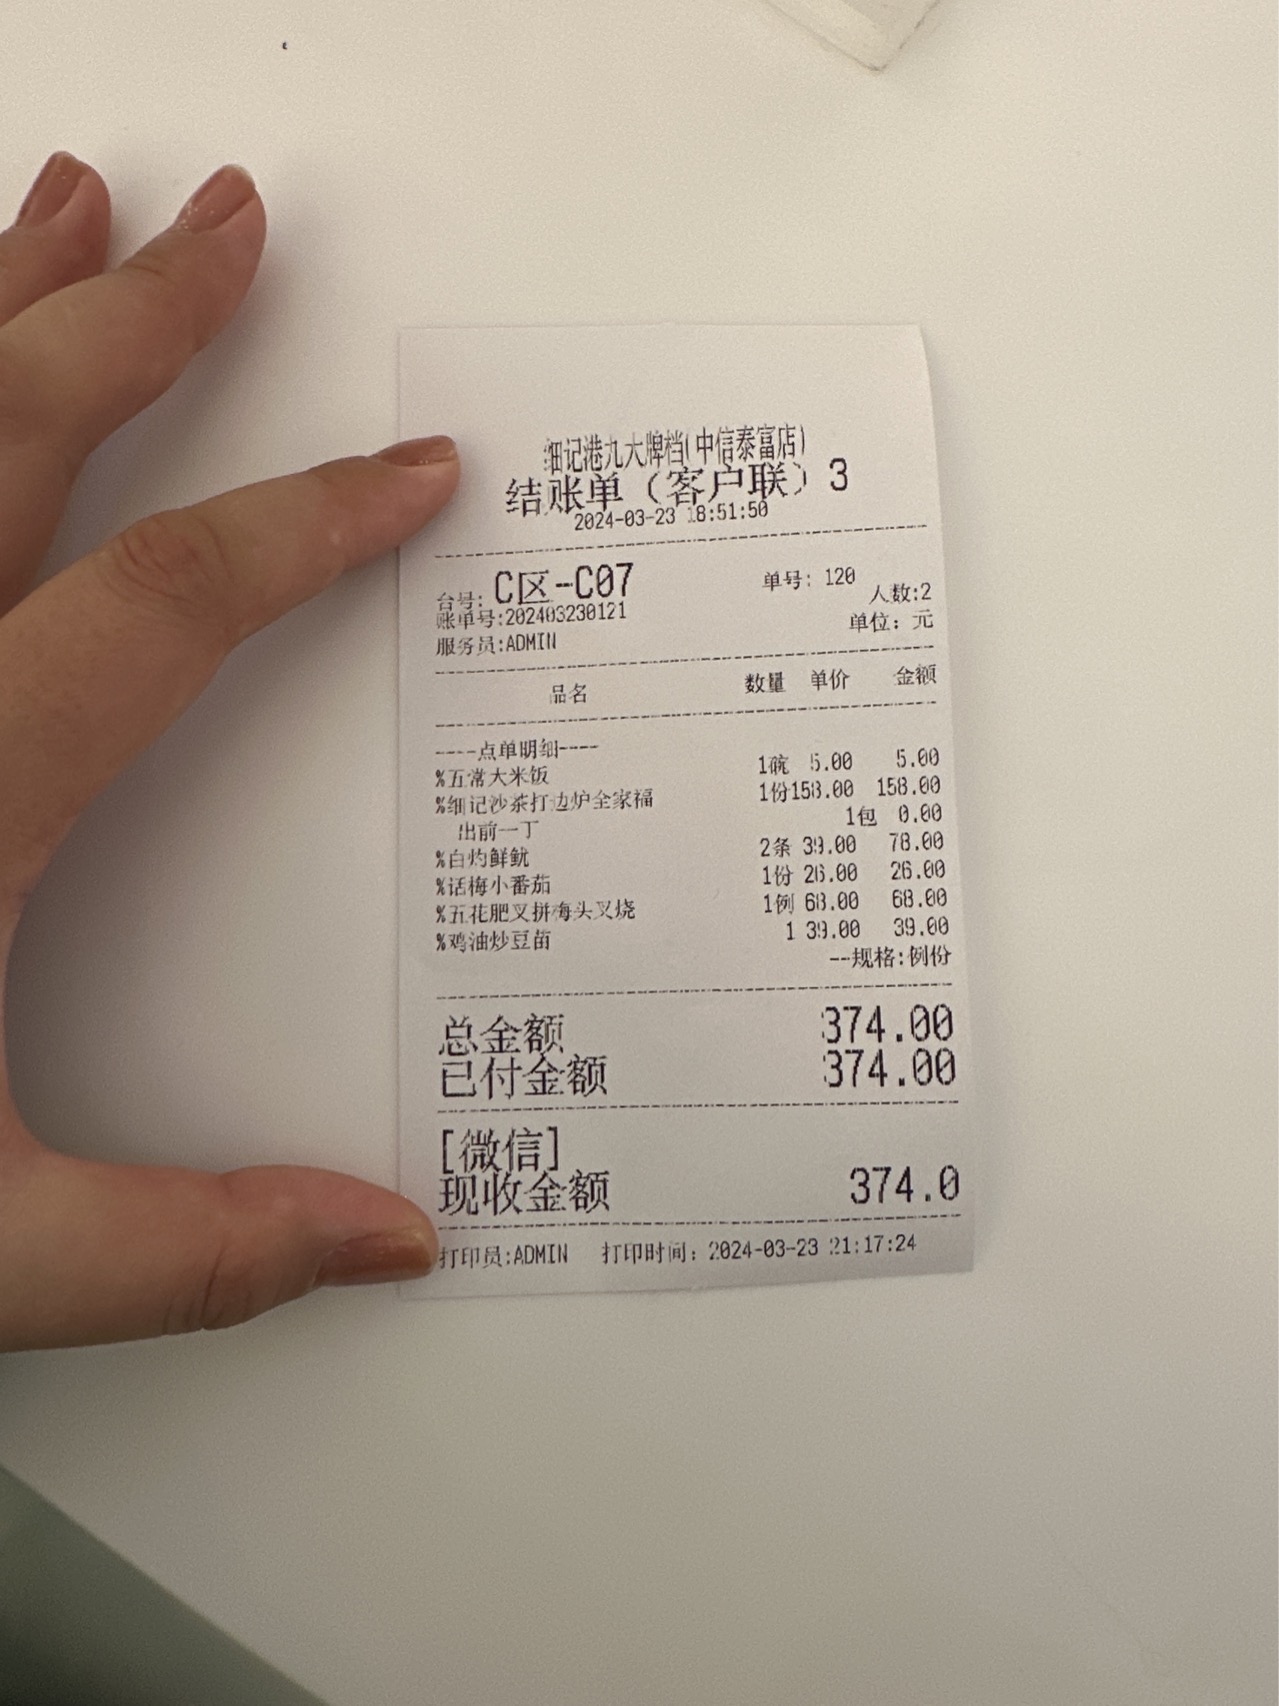 细记港九大牌档(中信泰富店)
结账单（客户联）3
2024-03-23 18:51:50
台号: C区-C07 单号: 120
人数:2
账单号:202403230121
单位: 元
服务员:ADMIN
品名 数量 单价 金额
----点单明细----
%五常大米饭 1碗 5.00 5.00
%细记沙茶打边炉全家福 1份158.00 158.00
出前一丁 1包 0.00
%白灼鲜鱿 2条 39.00 78.00
%话梅小番茄 1份 26.00 26.00
%五花肥叉拼梅头叉烧 1例 68.00 68.00
%鸡油炒豆苗 1 39.00 39.00
--规格:例份
总金额 374.00
已付金额 374.00
[微信]
现收金额 374.0
打印员:ADMIN 打印时间: 2024-03-23 21:17:24